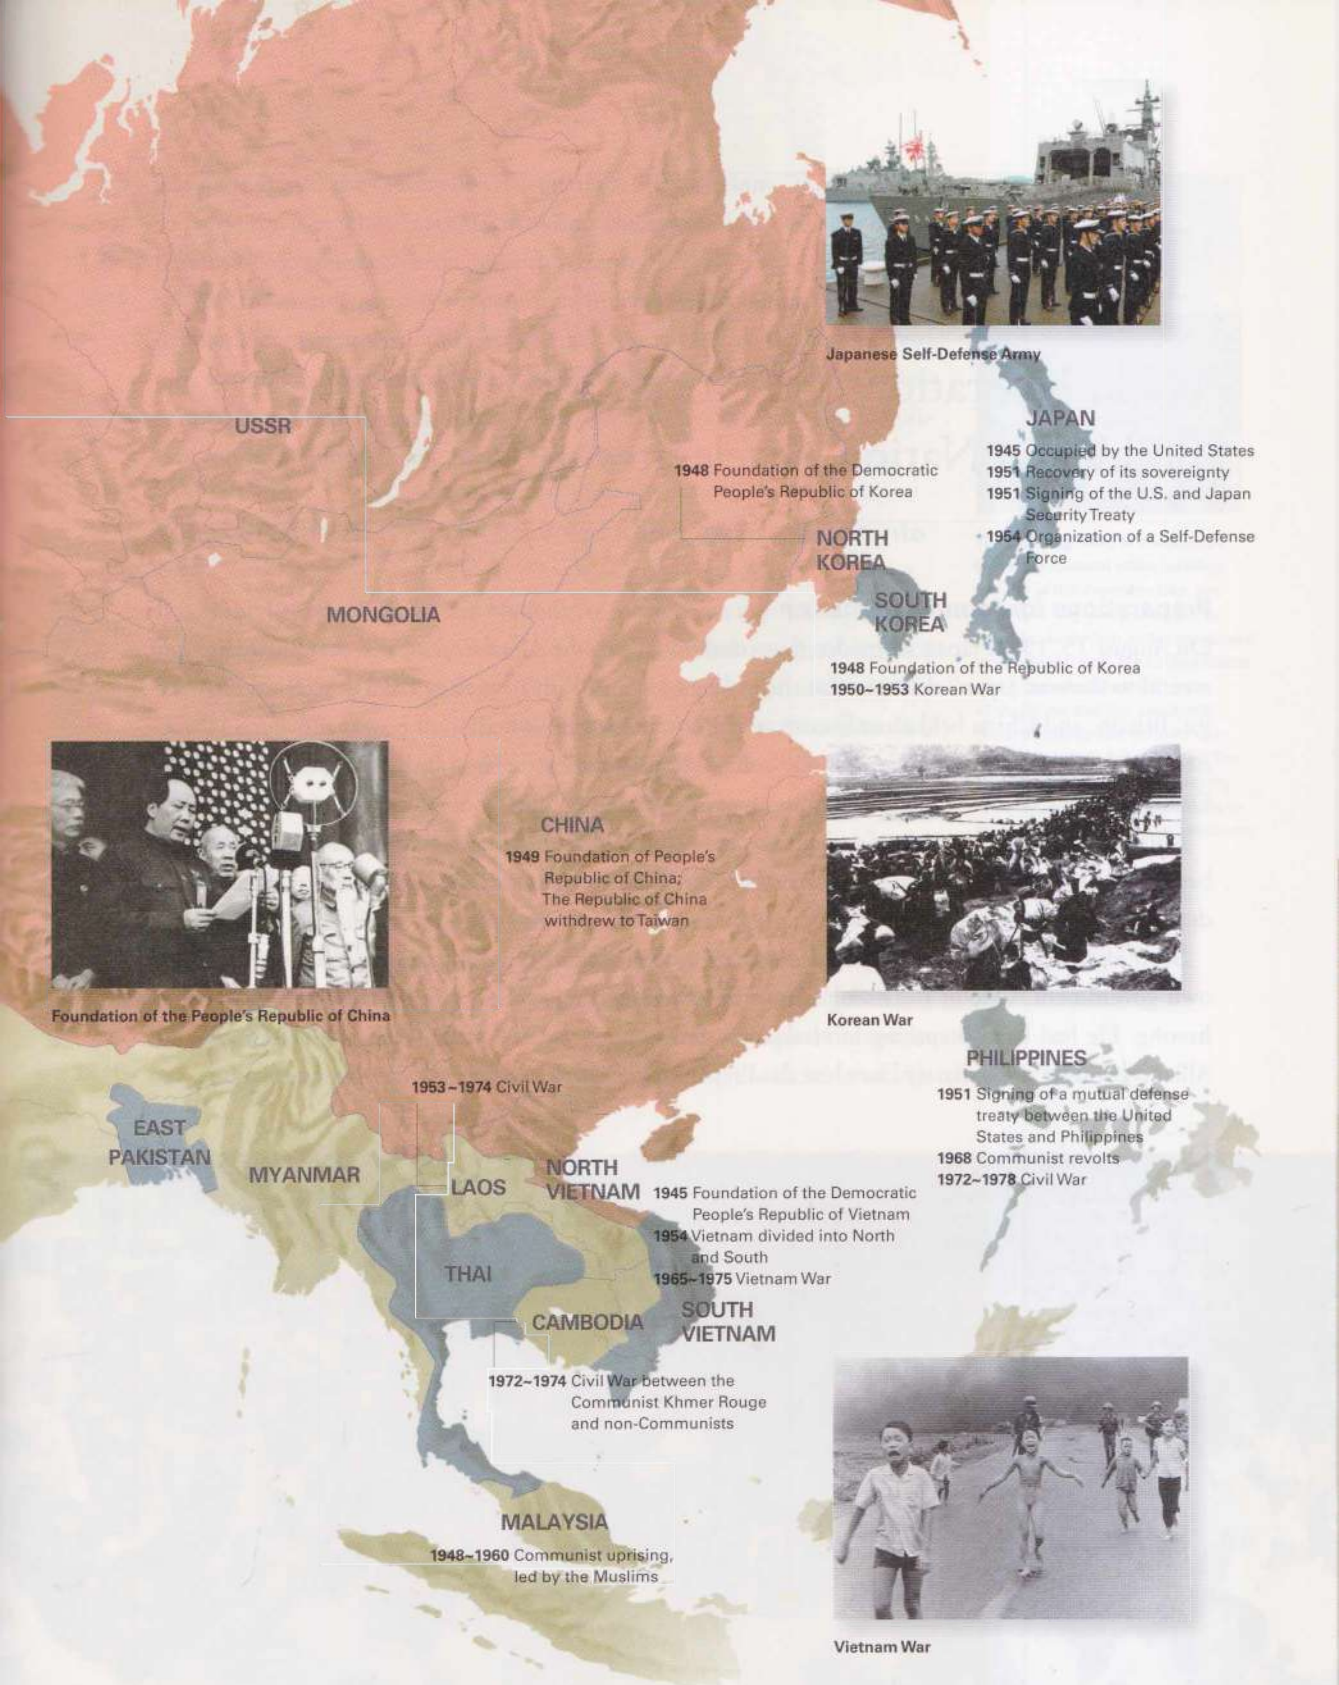 Japanese Self-Defense Army
JAPAN
1945 Occupied by the United States
1951 Recovery of its sovereignty
1951 Signing of the U.S. and Japan
Security Treaty
1954 Organization of a Self-Defense
Force
USSR
1948 Foundation of the Democratic
People's Republic of Korea
NORTH
KOREA
SOUTH
KOREA
1948 Foundation of the Republic of Korea
1950~1953 Korean War
MONGOLIA
CHINA
1949 Foundation of People's
Republic of China;
The Republic of China
withdrew to Taiwan
Foundation of the People's Republic of China
Korean War
PHILIPPINES
1951 Signing of a mutual defense
treaty between the United
States and Philippines
1968 Communist revolts
1972~1978 Civil War
1953~1974 Civil War
EAST
PAKISTAN
MYANMAR
LAOS
NORTH
VIETNAM
1945 Foundation of the Democratic
People's Republic of Vietnam
1954 Vietnam divided into North
and South
1965~1975 Vietnam War
THAI
CAMBODIA
SOUTH
VIETNAM
1972~1974 Civil War between the
Communist Khmer Rouge
and non-Communists
MALAYSIA
1948~1960 Communist uprising,
led by the Muslims
Vietnam War